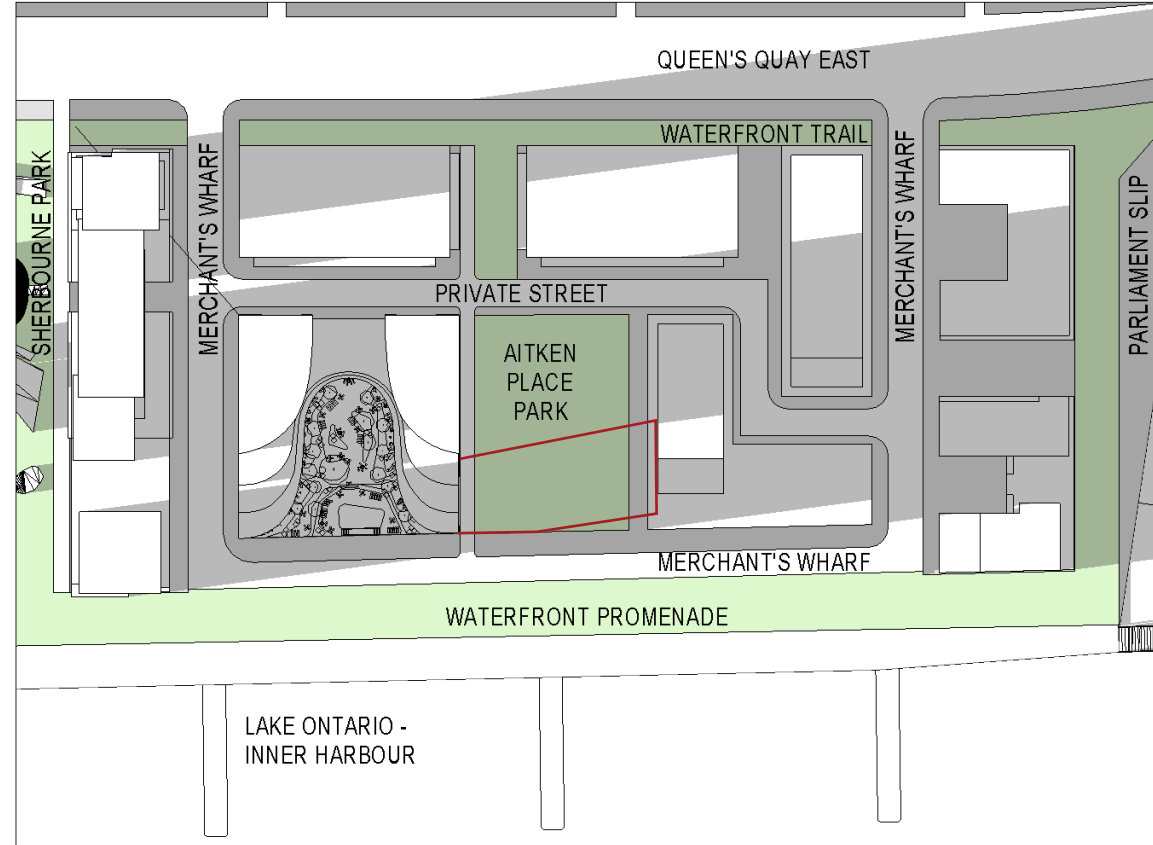 QUEEN'S QUAY EAST
WATERFRONT TRAIL
SHERBOURNE PARK
MERCHANT'S WHARF
MERCHANT'S WHARF
PARLIAMENT SLIP
PRIVATE STREET
AITKEN
PLACE
PARK
MERCHANT'S WHARF
WATERFRONT PROMENADE
LAKE ONTARIO -
INNER HARBOUR